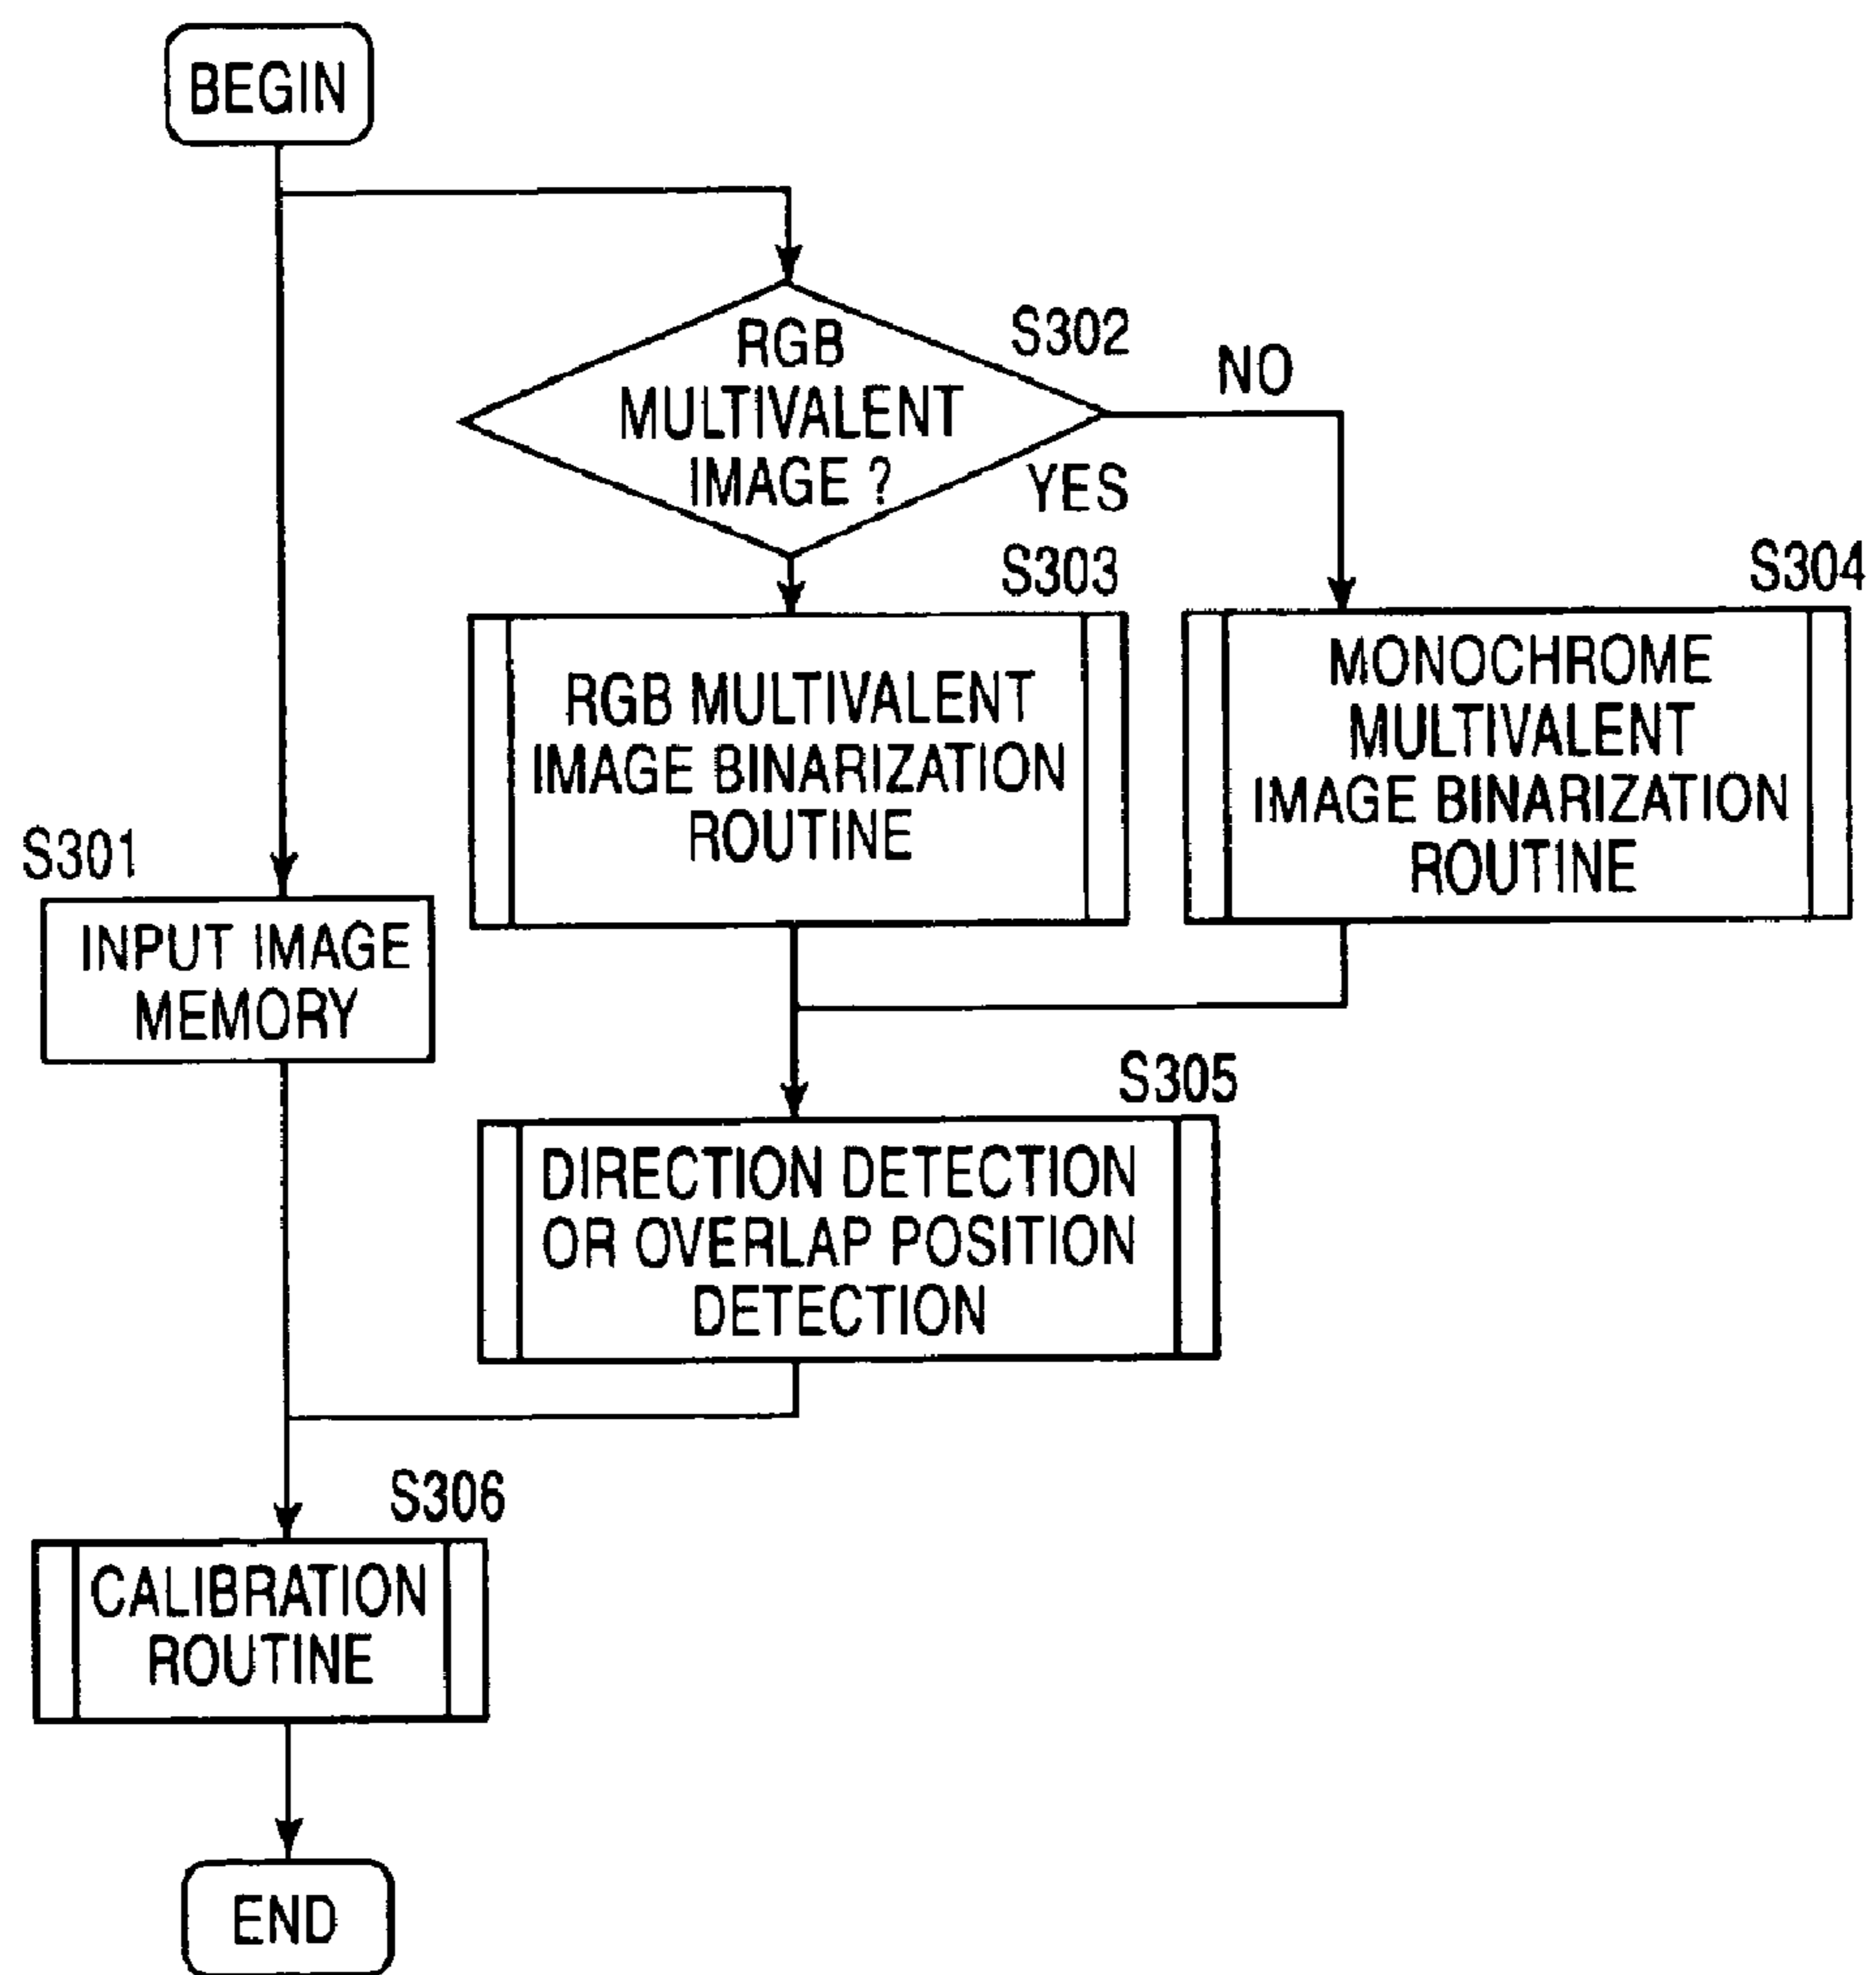 BEGIN
S302
RGB
MULTIVALENT
IMAGE ?
NO
YES
S303
RGB MULTIVALENT
IMAGE BINARIZATION
ROUTINE
S304
MONOCHROME
MULTIVALENT
IMAGE BINARIZATION
ROUTINE
S301
INPUT IMAGE
MEMORY
S305
DIRECTION DETECTION
OR OVERLAP POSITION
DETECTION
S306
CALIBRATION
ROUTINE
END